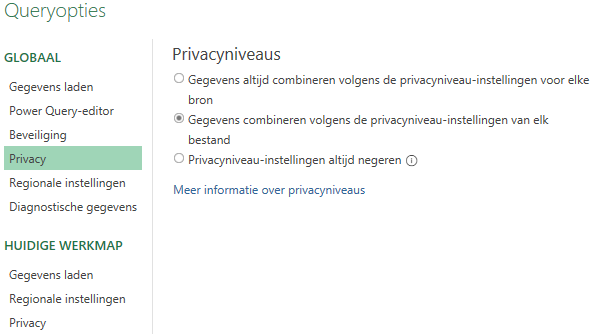 Queryopties
GLOBAAL
Gegevens laden
Power Query-editor
Beveiliging
Privacy
Regionale instellingen
Diagnostische gegevens
HUIDIGE WERKMAP
Gegevens laden
Regionale instellingen
Privacy
Privacyniveaus
Gegevens altijd combineren volgens de privacyniveau-instellingen voor elke
bron
Gegevens combineren volgens de privacyniveau-instellingen van elk
bestand
Privacyniveau-instellingen altijd negeren
Meer informatie over privacyniveaus